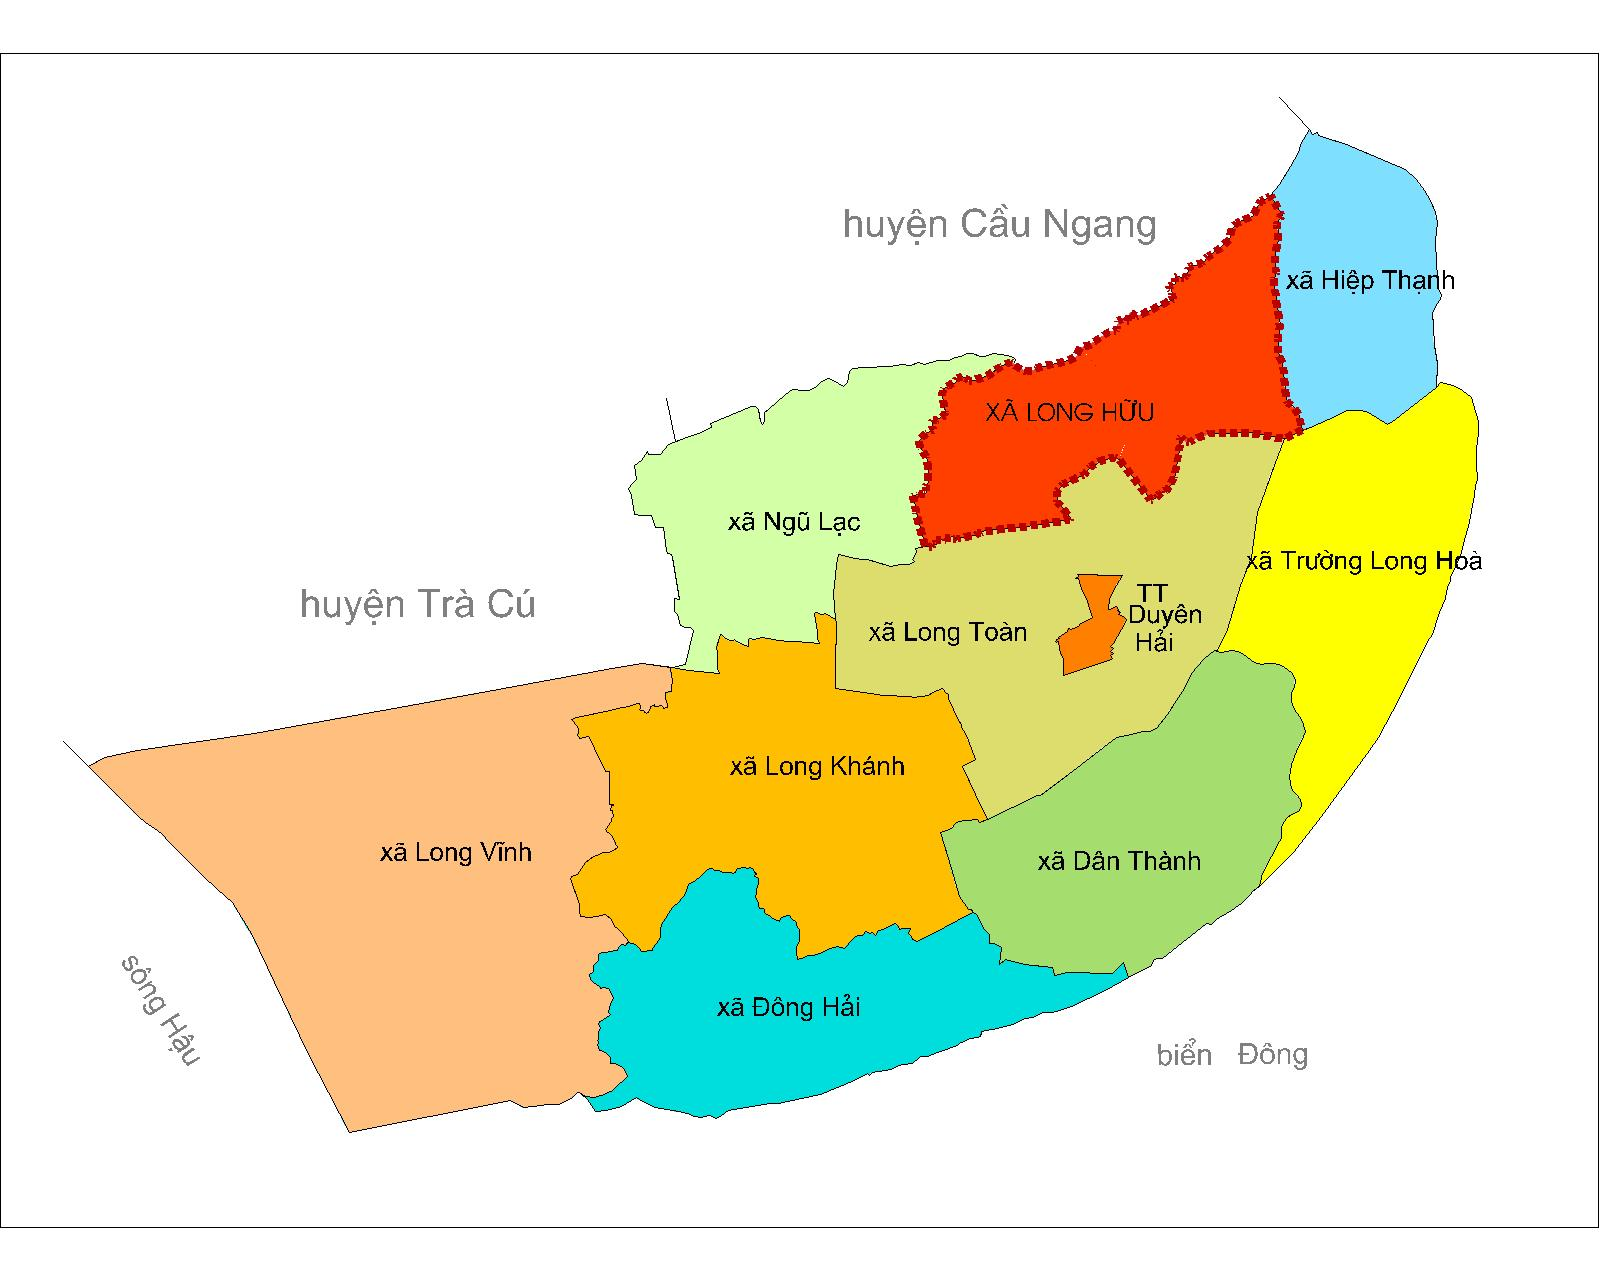 huyện Cầu Ngang
xã Hiệp Thạnh
XÃ LONG HỮU
xã Ngũ Lạc
xã Trường Long Hoà
huyện Trà Cú
TT
Duyên
Hải
xã Long Toàn
xã Long Khánh
xã Long Vĩnh
xã Dân Thành
sông Hậu
xã Đông Hải
biển Đông